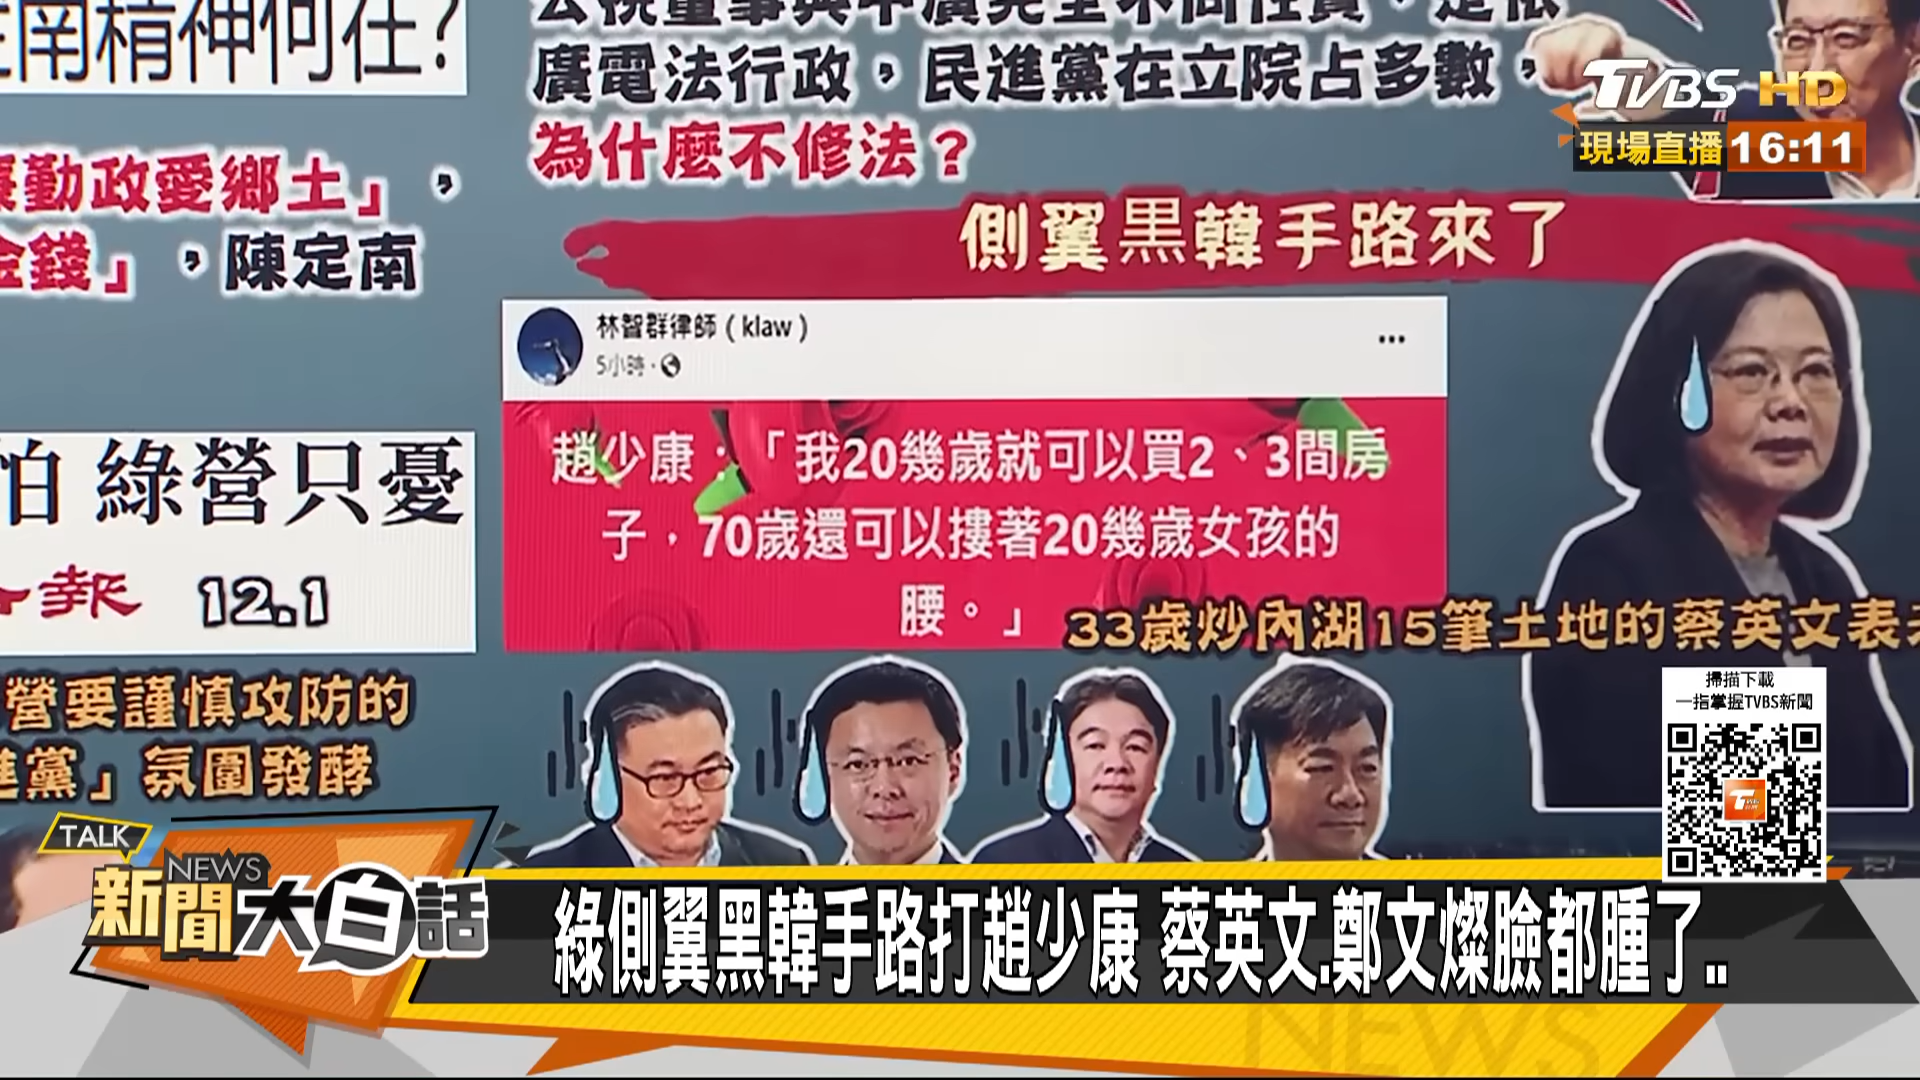 定南精神何在?
廣電法行政，民進黨在立院占多數，
為什麼不修法？
TVBS HD
現場直播 16:11
勤政愛鄉土」，
金錢」，陳定南
側翼黑韓手路來了
林智群律師（klaw）
5小時
趙少康：「我20幾歲就可以買2、3間房
子，70歲還可以摟著20幾歲女孩的
腰。」
怕 綠營只憂
報 12.1
33歲炒內湖15筆土地的蔡英文表
營要謹慎攻防的
進黨」氛圍發酵
掃描下載
一指掌握TVBS新聞
TALK
NEWS
新聞大白話
綠側翼黑韓手路打趙少康 蔡英文.鄭文燦臉都腫了..
NEWS